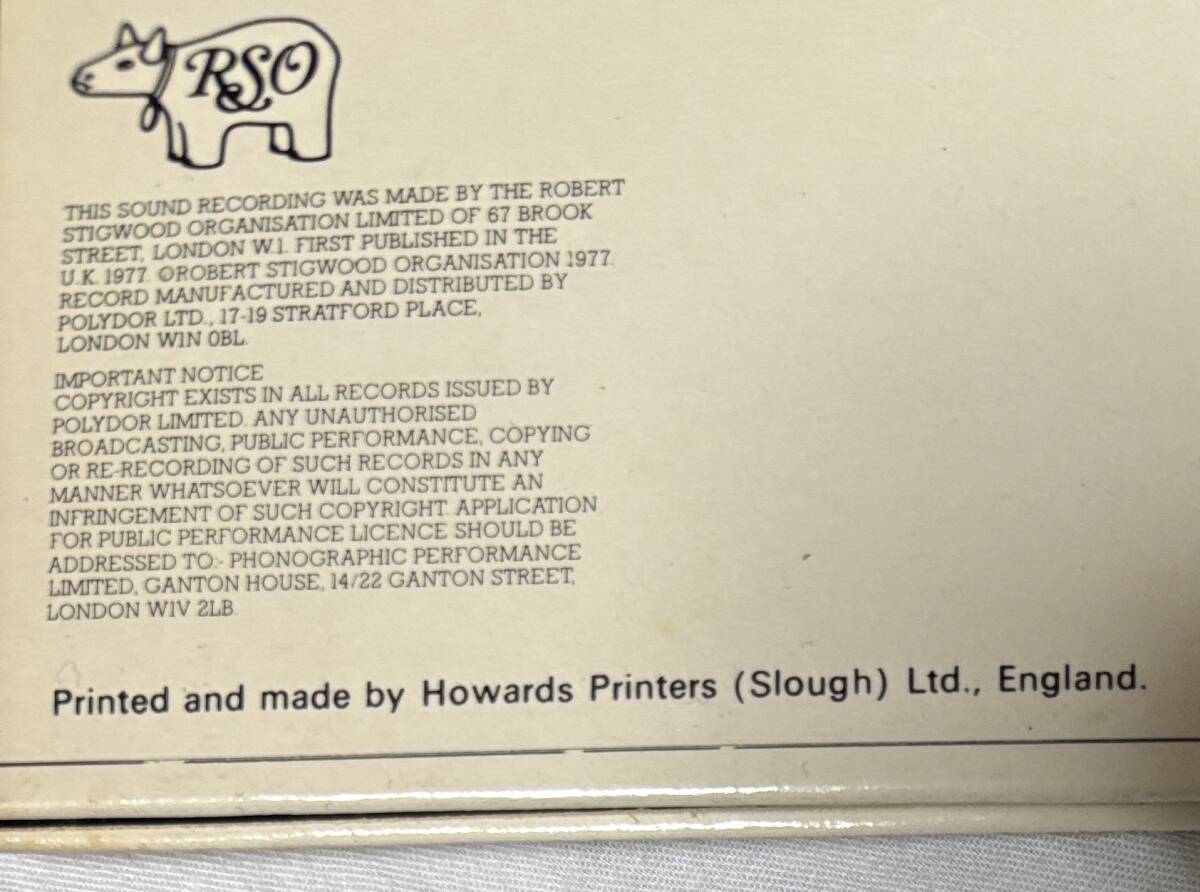 RSO
THIS SOUND RECORDING WAS MADE BY THE ROBERT
STIGWOOD ORGANISATION LIMITED OF 67 BROOK
STREET, LONDON W.1. FIRST PUBLISHED IN THE
U.K. 1977. ℗ROBERT STIGWOOD ORGANISATION 1977.
RECORD MANUFACTURED AND DISTRIBUTED BY
POLYDOR LTD., 17-19 STRATFORD PLACE,
LONDON W1N 0BL.
IMPORTANT NOTICE
COPYRIGHT EXISTS IN ALL RECORDS ISSUED BY
POLYDOR LIMITED. ANY UNAUTHORISED
BROADCASTING, PUBLIC PERFORMANCE, COPYING
OR RE-RECORDING OF SUCH RECORDS IN ANY
MANNER WHATSOEVER WILL CONSTITUTE AN
INFRINGEMENT OF SUCH COPYRIGHT. APPLICATION
FOR PUBLIC PERFORMANCE LICENCE SHOULD BE
ADDRESSED TO:- PHONOGRAPHIC PERFORMANCE
LIMITED, GANTON HOUSE, 14/22 GANTON STREET,
LONDON W1V 2LB.
Printed and made by Howards Printers (Slough) Ltd., England.